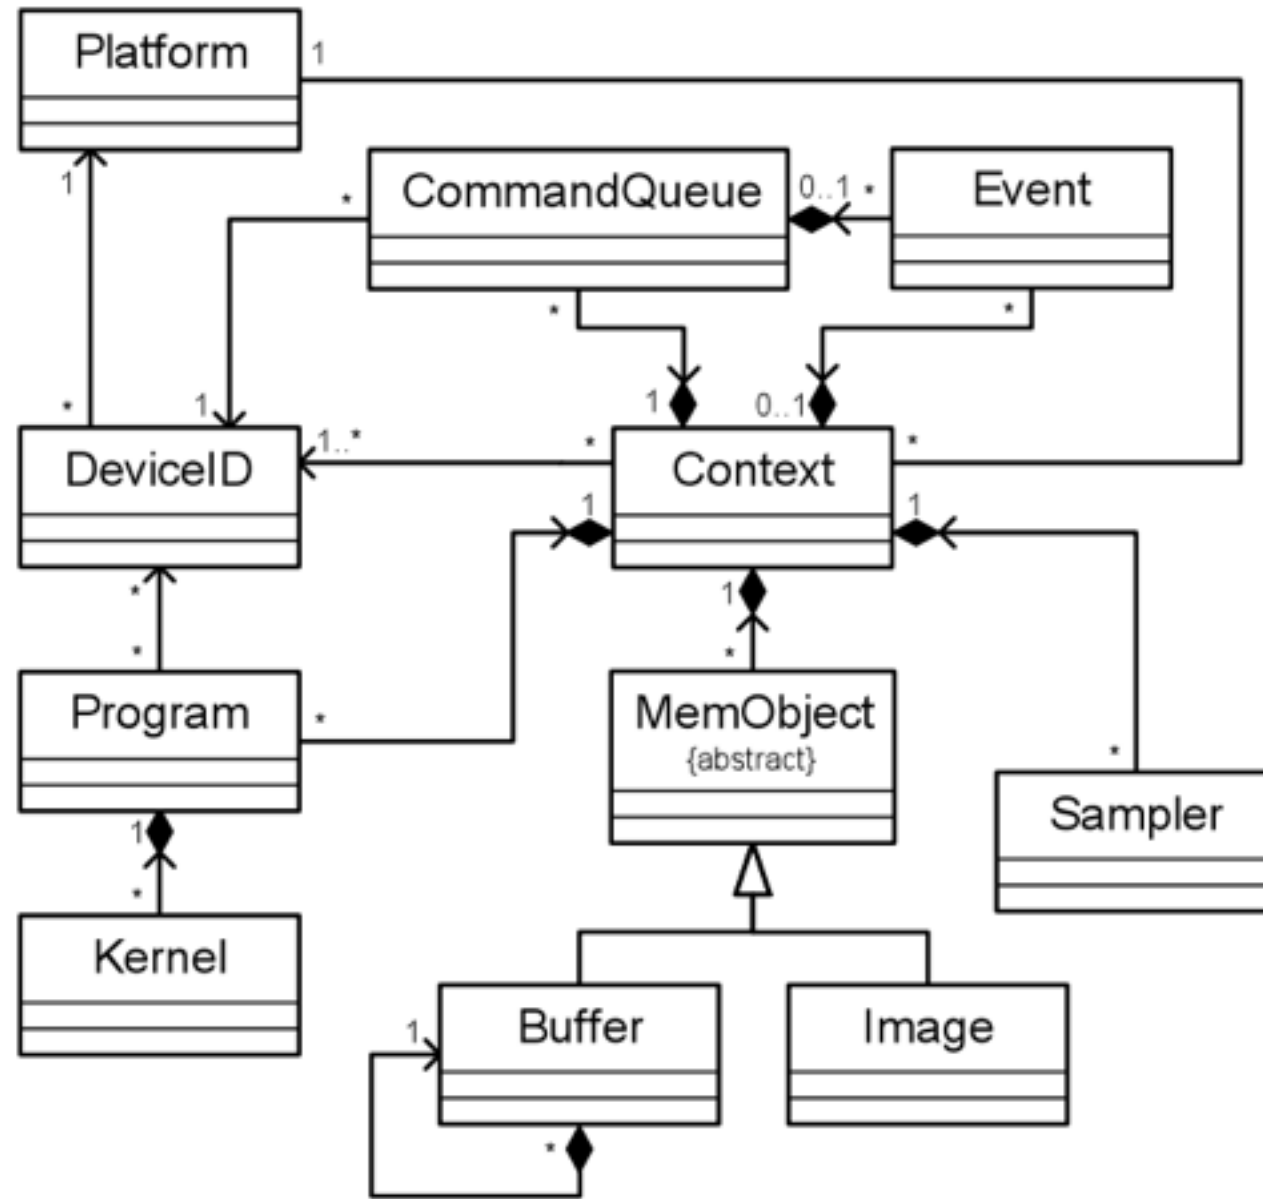 Platform
1
1
CommandQueue
*
0..1
*
Event
*
*
*
1
1
0..1
DeviceID
1..*
*
Context
*
1
1
*
1
*
*
Program
*
MemObject
{abstract}
*
Sampler
1
*
Kernel
Buffer
1
*
Image